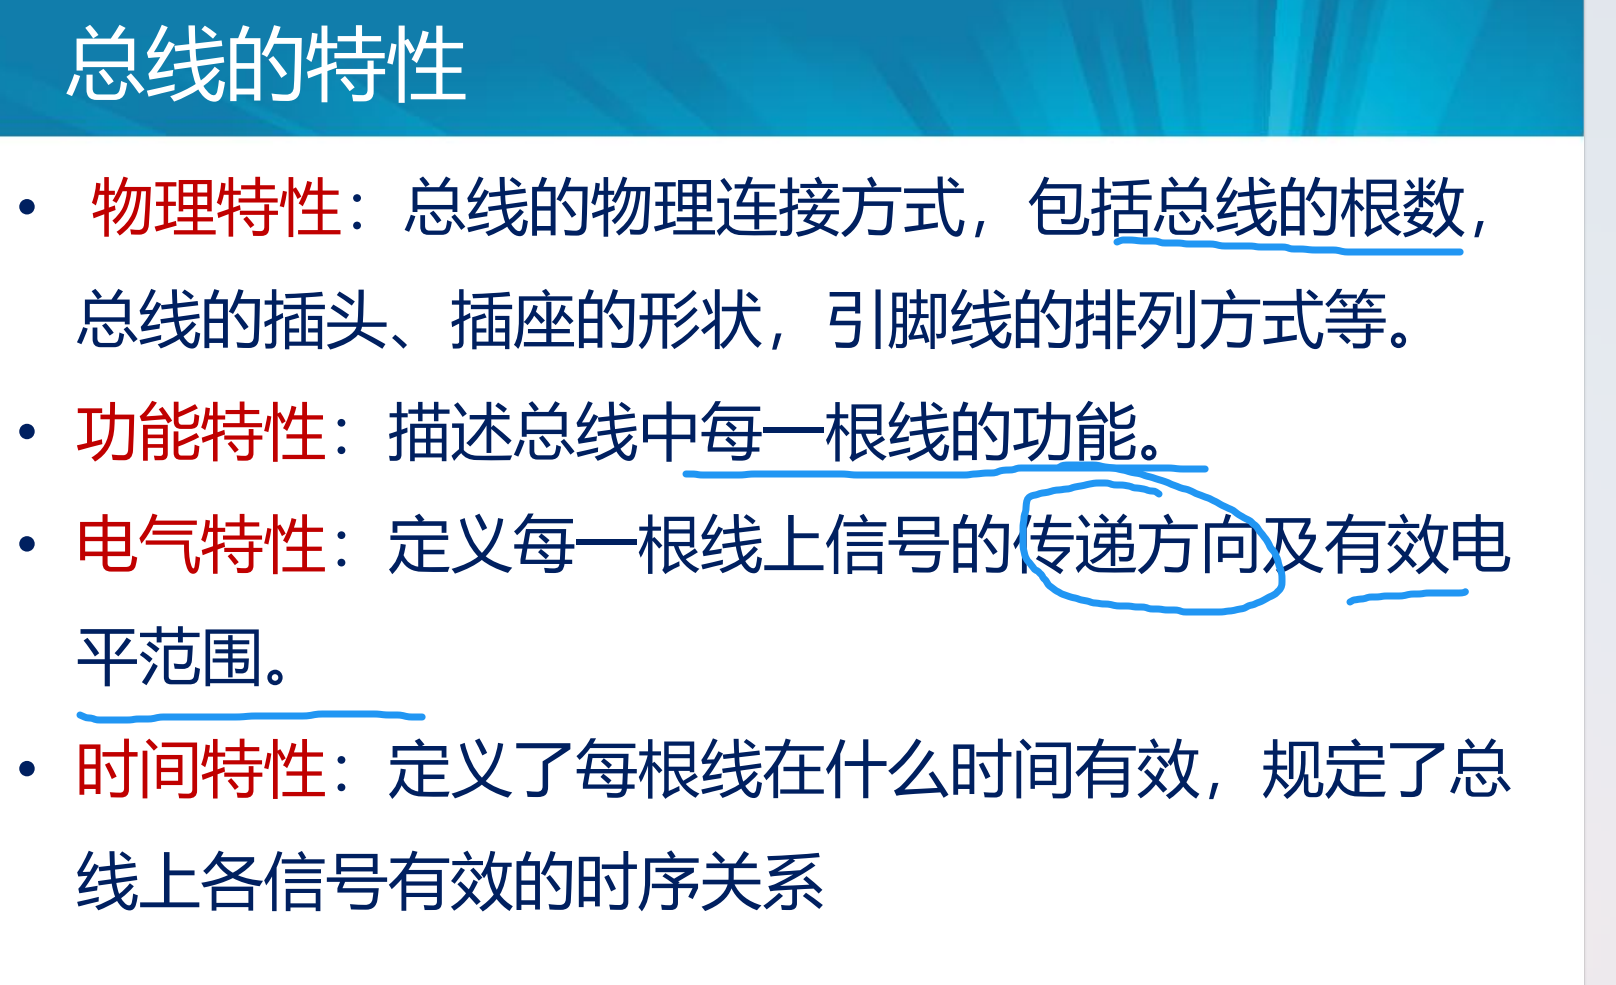 总线的特性
• 物理特性：总线的物理连接方式，包括总线的根数，
总线的插头、插座的形状，引脚线的排列方式等。
• 功能特性：描述总线中每一根线的功能。
• 电气特性：定义每一根线上信号的传递方向及有效电
平范围。
• 时间特性：定义了每根线在什么时间有效，规定了总
线上各信号有效的时序关系